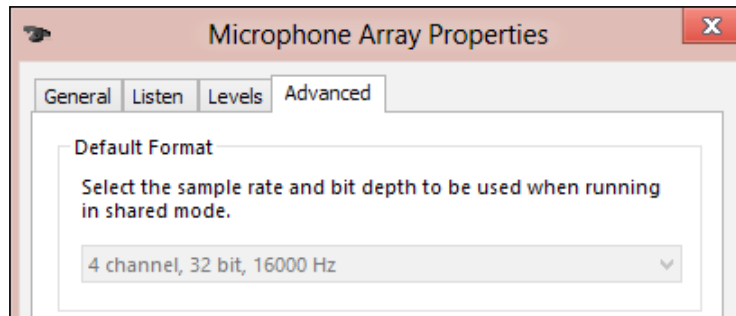 Microphone Array Properties
General Listen Levels Advanced
Default Format
Select the sample rate and bit depth to be used when running
in shared mode.
4 channel, 32 bit, 16000 Hz